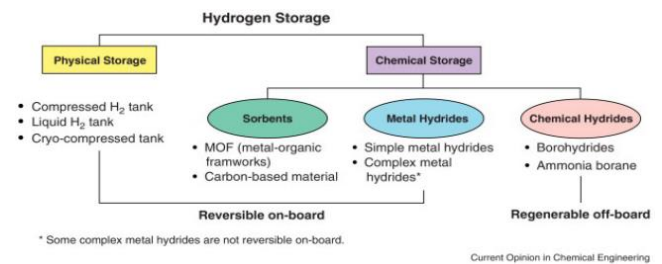 Hydrogen Storage
Physical Storage
Chemical Storage
• Compressed H₂ tank
• Liquid H₂ tank
• Cryo-compressed tank
Sorbents
• MOF (metal-organic
framworks)
• Carbon-based material
Metal Hydrides
• Simple metal hydrides
• Complex metal
hydrides*
Chemical Hydrides
• Borohydrides
• Ammonia borane
Reversible on-board
Regenerable off-board
* Some complex metal hydrides are not reversible on-board.
Current Opinion in Chemical Engineering